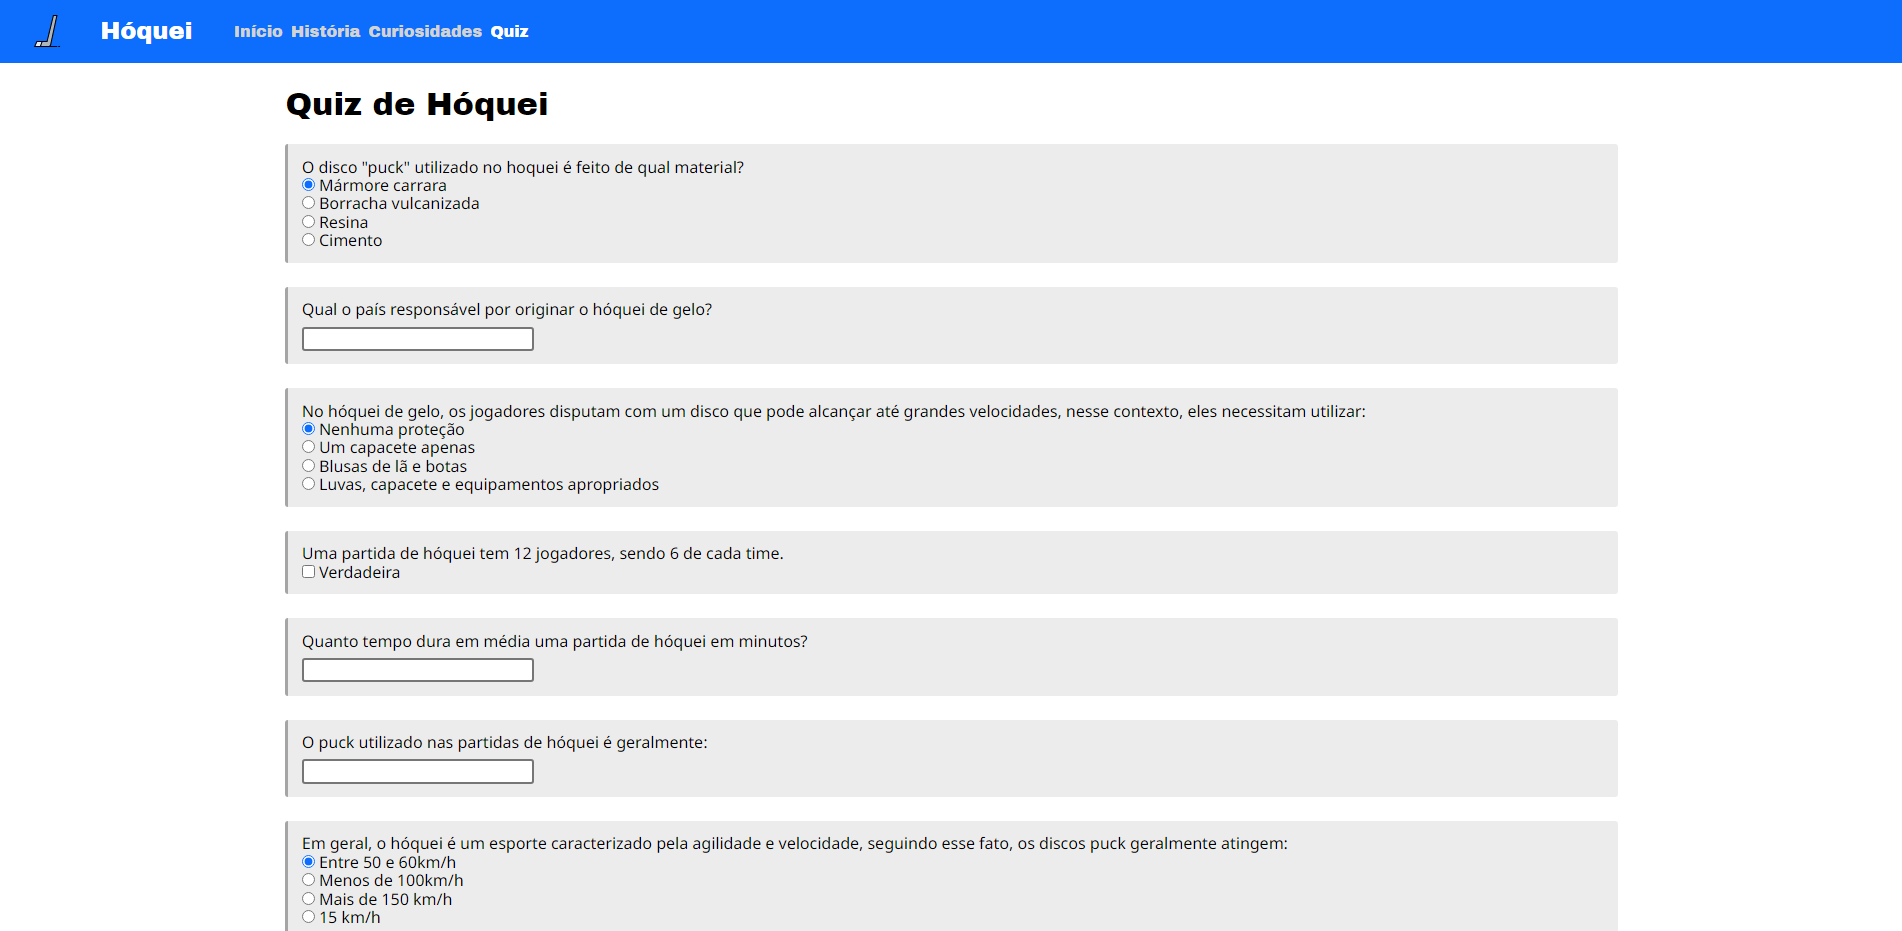 Hóquei Início História Curiosidades Quiz
Quiz de Hóquei
O disco "puck" utilizado no hoquei é feito de qual material?
Mármore carrara
Borracha vulcanizada
Resina
Cimento
Qual o país responsável por originar o hóquei de gelo?
No hóquei de gelo, os jogadores disputam com um disco que pode alcançar até grandes velocidades, nesse contexto, eles necessitam utilizar:
Nenhuma proteção
Um capacete apenas
Blusas de lã e botas
Luvas, capacete e equipamentos apropriados
Uma partida de hóquei tem 12 jogadores, sendo 6 de cada time.
Verdadeira
Quanto tempo dura em média uma partida de hóquei em minutos?
O puck utilizado nas partidas de hóquei é geralmente:
Em geral, o hóquei é um esporte caracterizado pela agilidade e velocidade, seguindo esse fato, os discos puck geralmente atingem:
Entre 50 e 60km/h
Menos de 100km/h
Mais de 150 km/h
15 km/h